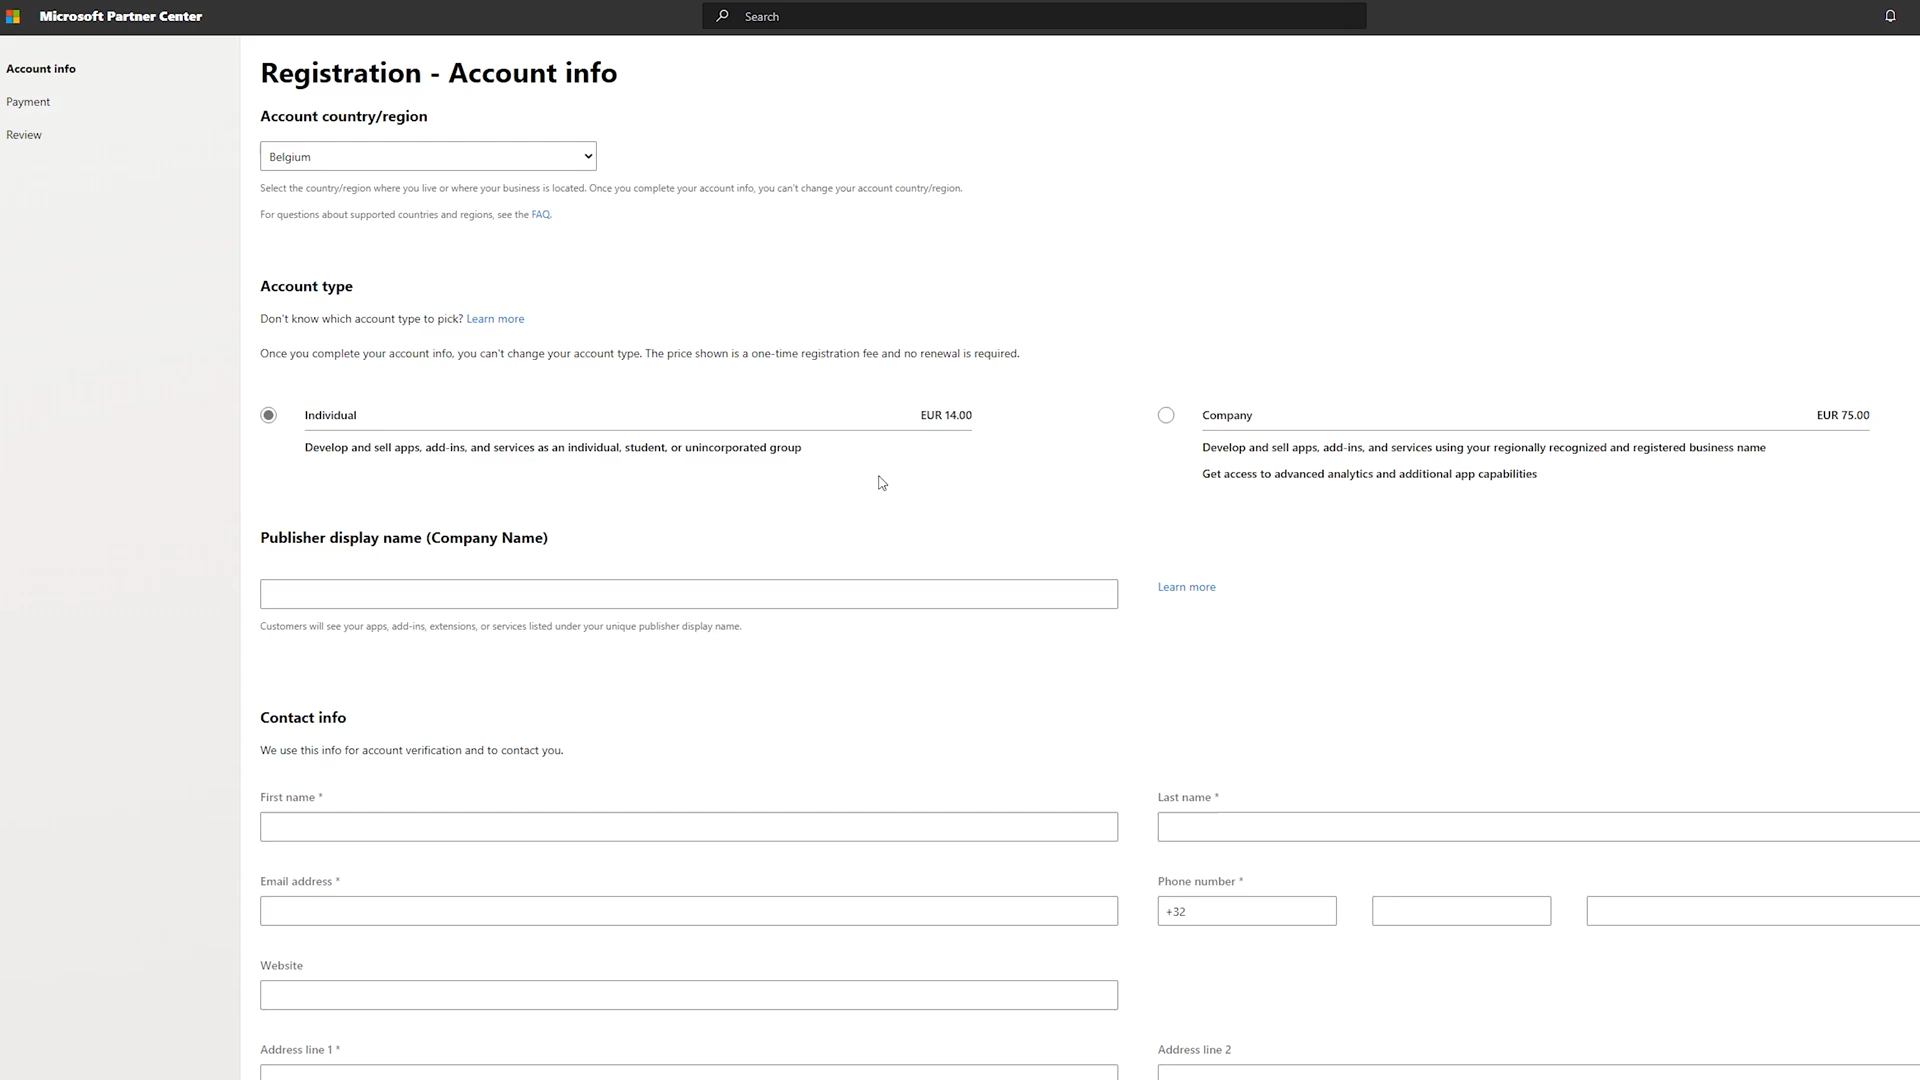 Microsoft Partner Center
Search
Account info
Payment
Review
Registration - Account info
Account country/region
Belgium
Select the country/region where you live or where your business is located. Once you complete your account info, you can't change your account country/region.
For questions about supported countries and regions, see the FAQ.
Account type
Don't know which account type to pick? Learn more
Once you complete your account info, you can't change your account type. The price shown is a one-time registration fee and no renewal is required.
Individual EUR 14.00
Develop and sell apps, add-ins, and services as an individual, student, or unincorporated group
Company EUR 75.00
Develop and sell apps, add-ins, and services using your regionally recognized and registered business name
Get access to advanced analytics and additional app capabilities
Publisher display name (Company Name)
Learn more
Customers will see your apps, add-ins, extensions, or services listed under your unique publisher display name.
Contact info
We use this info for account verification and to contact you.
First name *
Last name *
Email address *
Phone number *
+32
Website
Address line 1 *
Address line 2